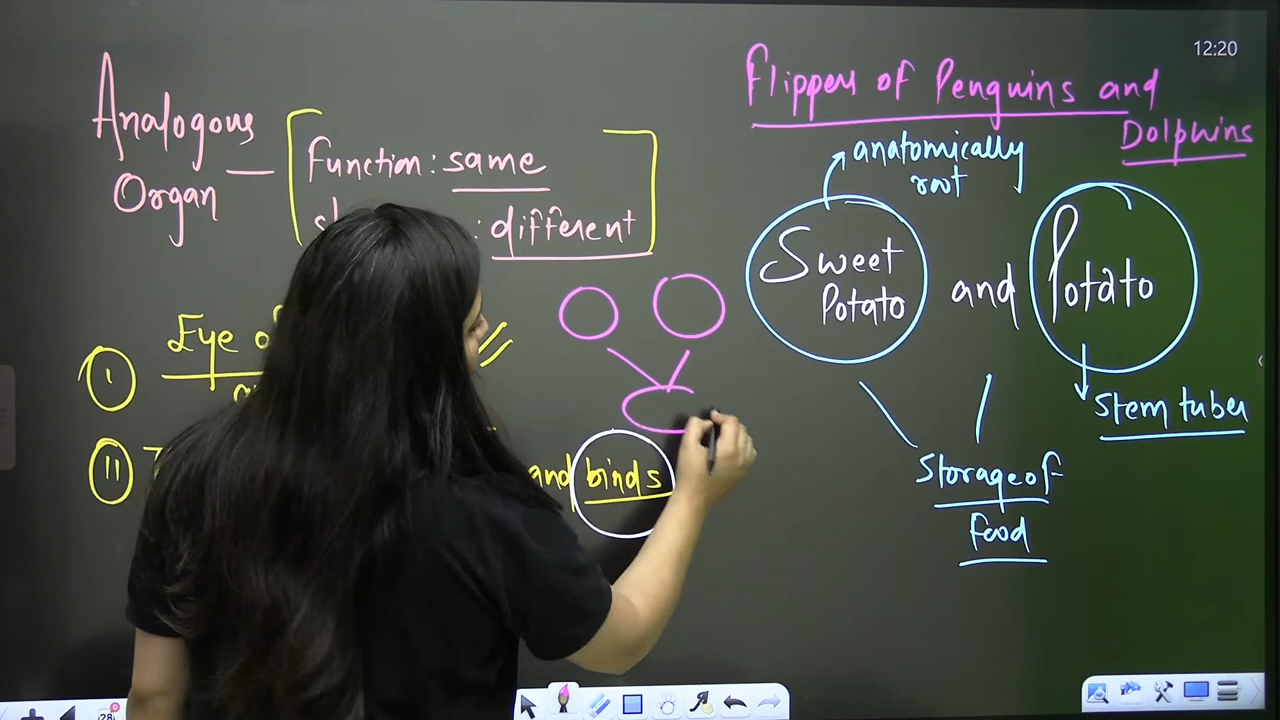 12:20
Analogous
Organ
—
function: same
: different
Eye o
I
II
and binds
Flippers of Penguins and
Dolphins
anatomically
root
Sweet
Potato
and
Potato
Stem tuber
Storage of
food